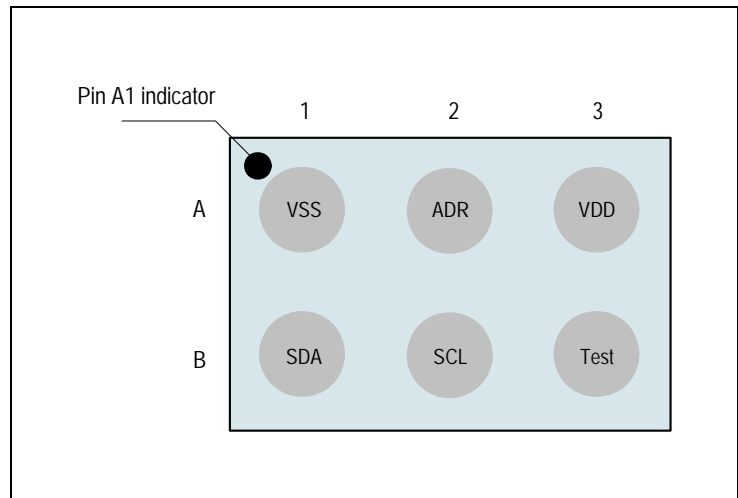 Pin A1 indicator
1 2 3
A VSS ADR VDD
B SDA SCL Test